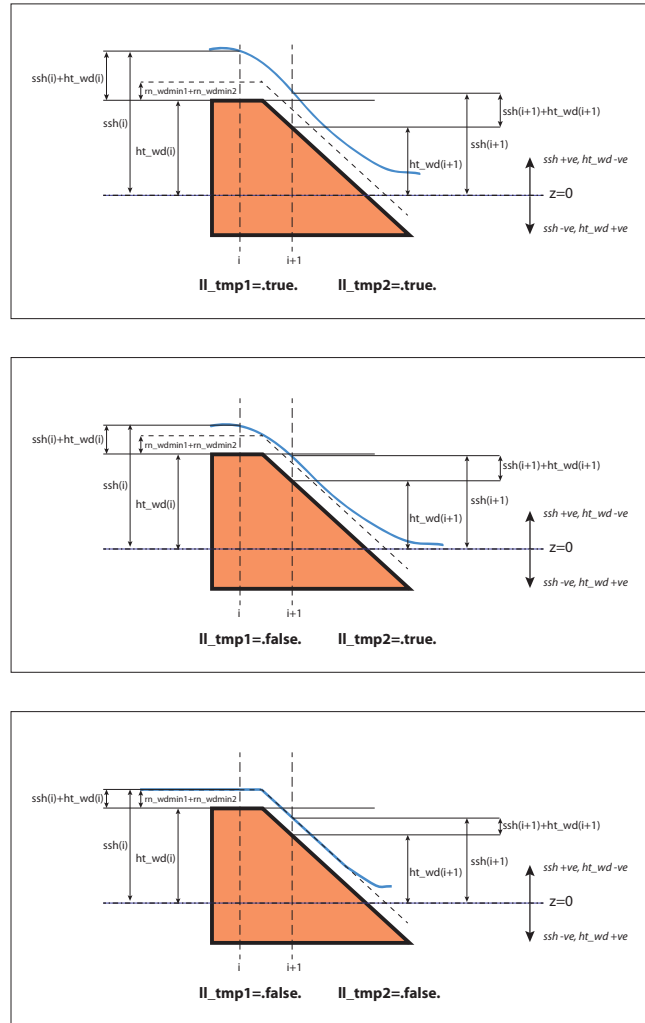 ssh(i)+ht_wd(i)
rn_wdmin1+rn_wdmin2
ssh(i)
ht_wd(i)
ssh(i+1)+ht_wd(i+1)
ssh(i+1)
ht_wd(i+1)
ssh +ve, ht_wd -ve
z=0
ssh -ve, ht_wd +ve
i
i+1
ll_tmp1=.true. ll_tmp2=.true.
ssh(i)+ht_wd(i)
rn_wdmin1+rn_wdmin2
ssh(i)
ht_wd(i)
ssh(i+1)+ht_wd(i+1)
ssh(i+1)
ht_wd(i+1)
ssh +ve, ht_wd -ve
z=0
ssh -ve, ht_wd +ve
i
i+1
ll_tmp1=.false. ll_tmp2=.true.
ssh(i)+ht_wd(i)
rn_wdmin1+rn_wdmin2
ssh(i)
ht_wd(i)
ssh(i+1)+ht_wd(i+1)
ssh(i+1)
ht_wd(i+1)
ssh +ve, ht_wd -ve
z=0
ssh -ve, ht_wd +ve
i
i+1
ll_tmp1=.false. ll_tmp2=.false.